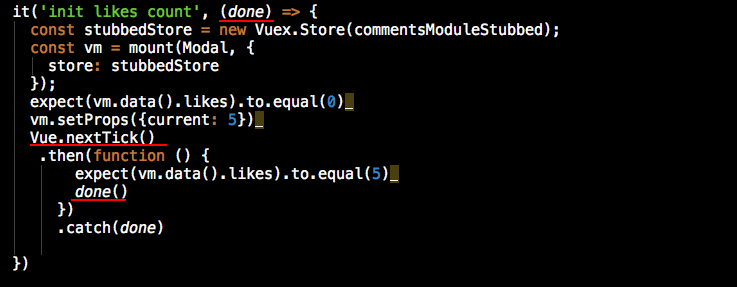 it('init likes count', (done) => {
  const stubbedStore = new Vuex.Store(commentsModuleStubbed);
  const vm = mount(Modal, {
    store: stubbedStore
  });
  expect(vm.data().likes).to.equal(0)_
  vm.setProps({current: 5})_
  Vue.nextTick()
   .then(function () {
       expect(vm.data().likes).to.equal(5)_
       done()
     })
     .catch(done)
})